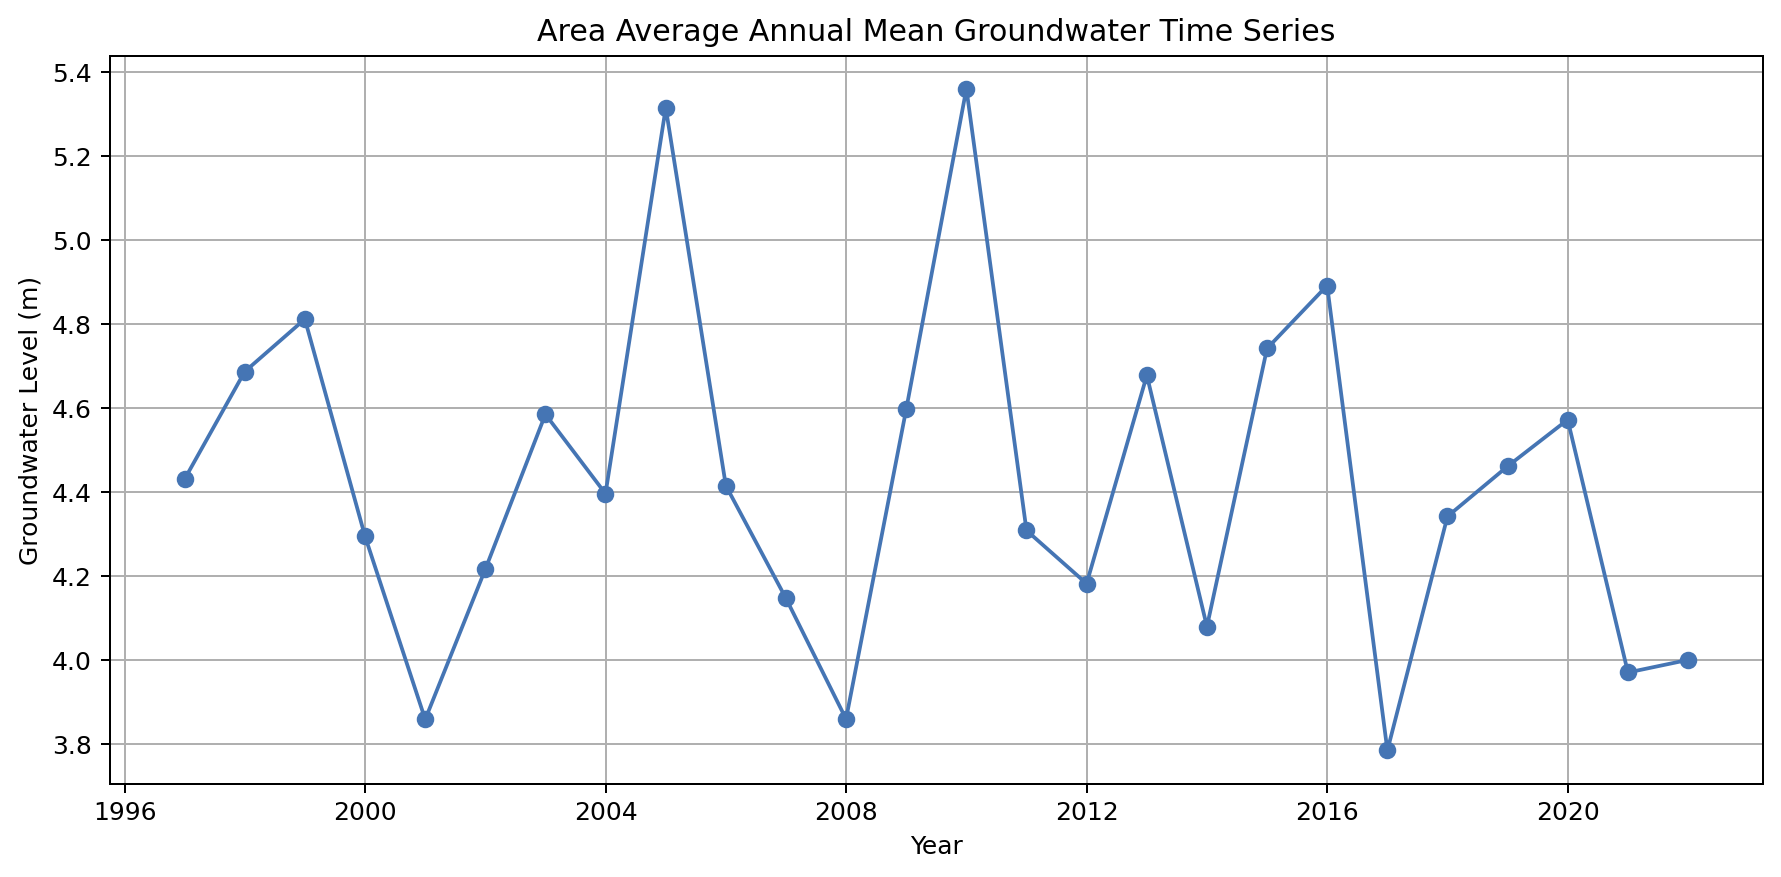 Area Average Annual Mean Groundwater Time Series
Groundwater Level (m)
5.4
5.2
5.0
4.8
4.6
4.4
4.2
4.0
3.8
1996 2000 2004 2008 2012 2016 2020
Year